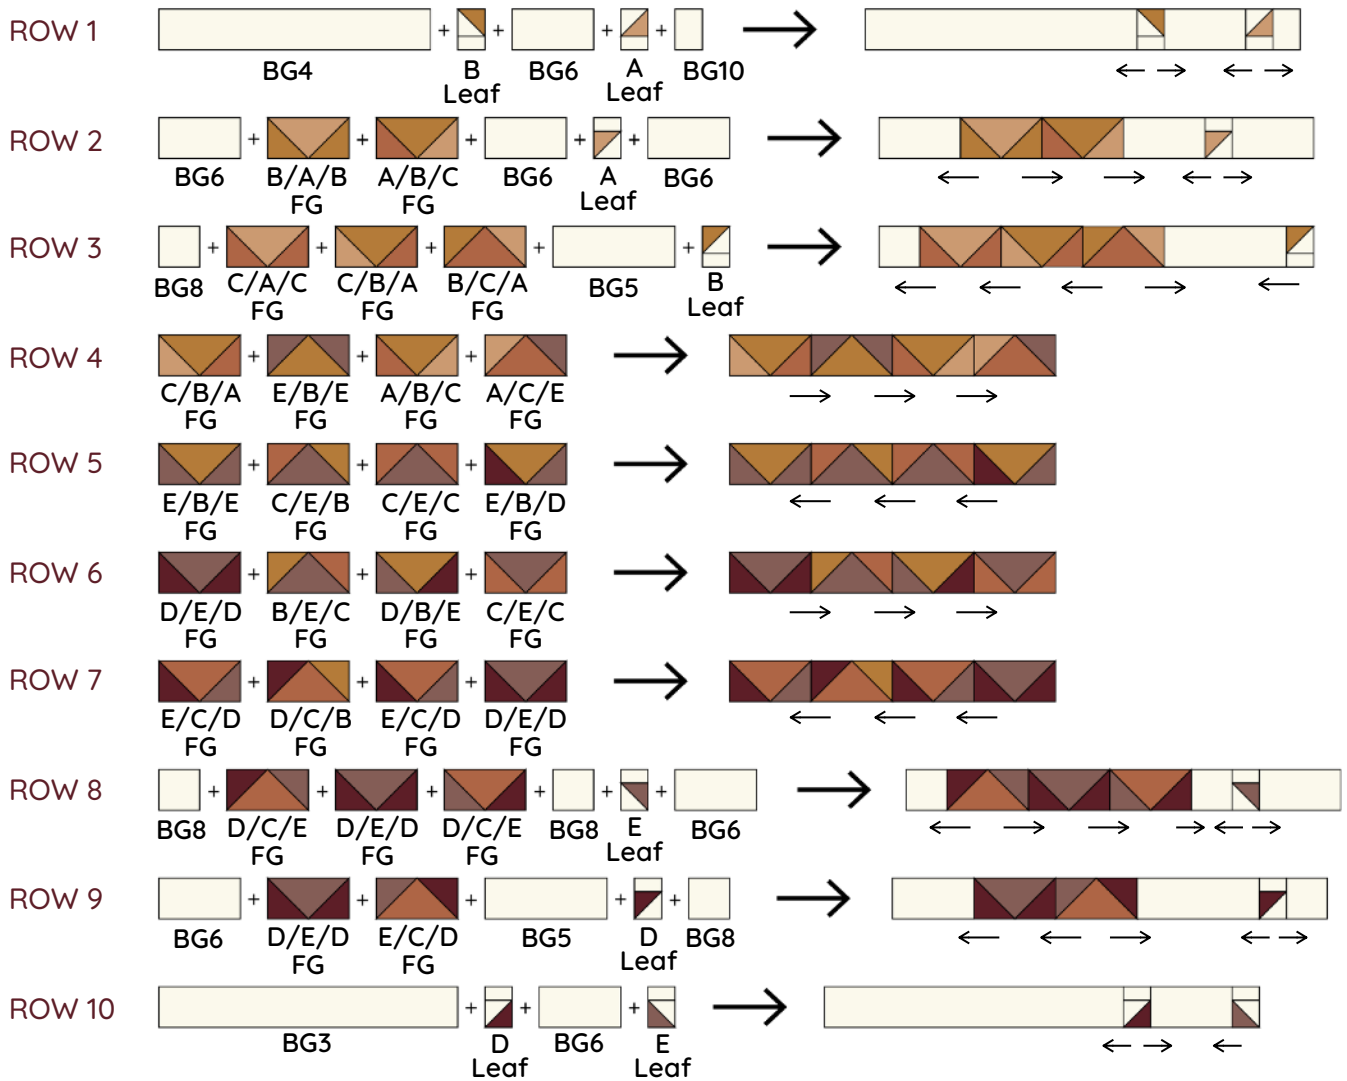 ROW 1
+ + + +
BG4 B Leaf BG6 A Leaf BG10
ROW 2
+ + + + +
BG6 B/A/B FG A/B/C FG BG6 A Leaf BG6
ROW 3
+ + + + +
BG8 C/A/C FG C/B/A FG B/C/A FG BG5 B Leaf
ROW 4
+ + +
C/B/A FG E/B/E FG A/B/C FG A/C/E FG
ROW 5
+ + +
E/B/E FG C/E/B FG C/E/C FG E/B/D FG
ROW 6
+ + +
D/E/D FG B/E/C FG D/B/E FG C/E/C FG
ROW 7
+ + +
E/C/D FG D/C/B FG E/C/D FG D/E/D FG
ROW 8
+ + + + + +
BG8 D/C/E FG D/E/D FG D/C/E FG BG8 E Leaf BG6
ROW 9
+ + + + +
BG6 D/E/D FG E/C/D FG BG5 D Leaf BG8
ROW 10
+ + +
BG3 D Leaf BG6 E Leaf